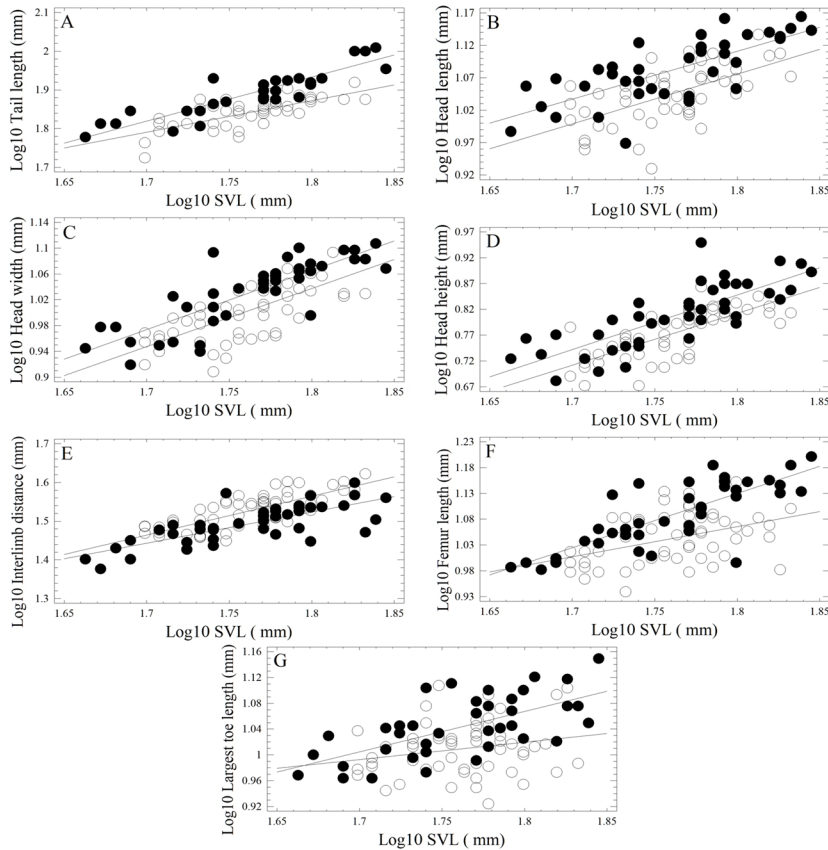 A
Log10 Tail length (mm)
2.1
2
1.9
1.8
1.7
1.65 1.7 1.75 1.8 1.85
Log10 SVL ( mm)
B
Log10 Head length (mm)
1.17
1.12
1.07
1.02
0.97
0.92
1.65 1.7 1.75 1.8 1.85
Log10 SVL ( mm)
C
Log10 Head width (mm)
1.14
1.1
1.06
1.02
0.98
0.94
0.9
1.65 1.7 1.75 1.8 1.85
Log10 SVL ( mm)
D
Log10 Head height (mm)
0.97
0.92
0.87
0.82
0.77
0.72
0.67
1.65 1.7 1.75 1.8 1.85
Log10 SVL ( mm)
E
Log10 Interlimb distance (mm)
1.7
1.6
1.5
1.4
1.3
1.65 1.7 1.75 1.8 1.85
Log10 SVL ( mm)
F
Log10 Femur length (mm)
1.23
1.18
1.13
1.08
1.03
0.98
0.93
1.65 1.7 1.75 1.8 1.85
Log10 SVL ( mm)
G
Log10 Largest toe length (mm)
1.16
1.12
1.08
1.04
1
0.96
0.92
1.65 1.7 1.75 1.8 1.85
Log10 SVL ( mm)